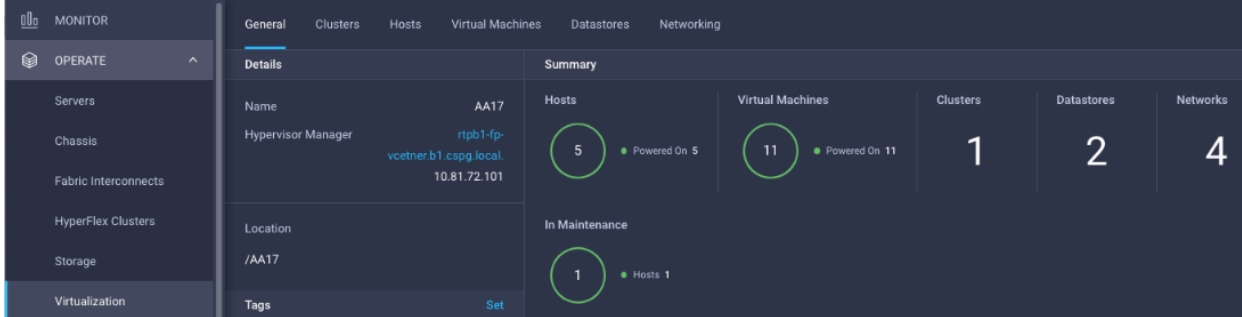 MONITOR
OPERATE
Servers
Chassis
Fabric Interconnects
HyperFlex Clusters
Storage
Virtualization
General Clusters Hosts Virtual Machines Datastores Networking
Details
Name AA17
Hypervisor Manager rtpb1-fp-
vcetner.b1.cspg.local.
10.81.72.101
Location
/AA17
Tags Set
Summary
Hosts
5 Powered On 5
Virtual Machines
11 Powered On 11
Clusters
1
Datastores
2
Networks
4
In Maintenance
1 Hosts 1